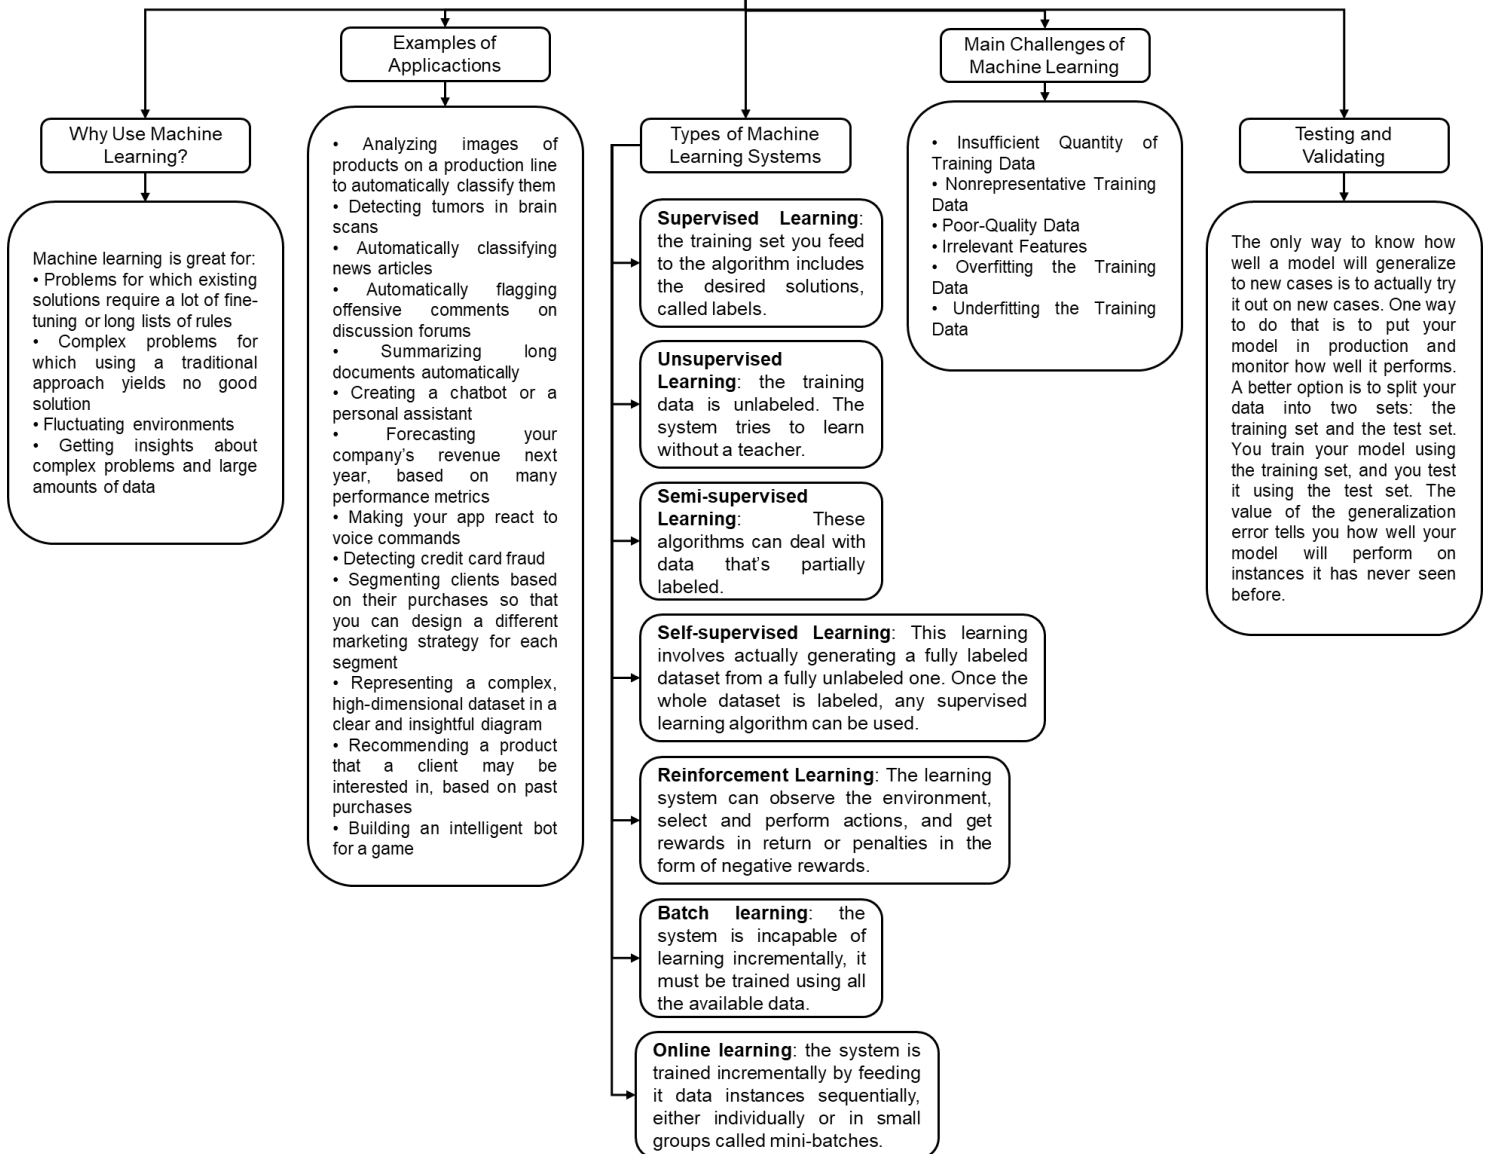 Examples of
Applicactions
Main Challenges of
Machine Learning
Why Use Machine
Learning?
Types of Machine
Learning Systems
Testing and
Validating
Machine learning is great for:
• Problems for which existing
solutions require a lot of fine-
tuning or long lists of rules
• Complex problems for
which using a traditional
approach yields no good
solution
• Fluctuating environments
• Getting insights about
complex problems and large
amounts of data
• Analyzing images of
products on a production line
to automatically classify them
• Detecting tumors in brain
scans
• Automatically classifying
news articles
• Automatically flagging
offensive comments on
discussion forums
• Summarizing long
documents automatically
• Creating a chatbot or a
personal assistant
• Forecasting your
company's revenue next
year, based on many
performance metrics
• Making your app react to
voice commands
• Detecting credit card fraud
• Segmenting clients based
on their purchases so that
you can design a different
marketing strategy for each
segment
• Representing a complex,
high-dimensional dataset in a
clear and insightful diagram
• Recommending a product
that a client may be
interested in, based on past
purchases
• Building an intelligent bot
for a game
Supervised Learning:
the training set you feed
to the algorithm includes
the desired solutions,
called labels.
Unsupervised
Learning: the training
data is unlabeled. The
system tries to learn
without a teacher.
Semi-supervised
Learning: These
algorithms can deal with
data that's partially
labeled.
Self-supervised Learning: This learning
involves actually generating a fully labeled
dataset from a fully unlabeled one. Once the
whole dataset is labeled, any supervised
learning algorithm can be used.
Reinforcement Learning: The learning
system can observe the environment,
select and perform actions, and get
rewards in return or penalties in the
form of negative rewards.
Batch learning: the
system is incapable of
learning incrementally, it
must be trained using all
the available data.
Online learning: the system is
trained incrementally by feeding
it data instances sequentially,
either individually or in small
groups called mini-batches.
• Insufficient Quantity of
Training Data
• Nonrepresentative Training
Data
• Poor-Quality Data
• Irrelevant Features
• Overfitting the Training
Data
• Underfitting the Training
Data
The only way to know how
well a model will generalize
to new cases is to actually try
it out on new cases. One way
to do that is to put your
model in production and
monitor how well it performs.
A better option is to split your
data into two sets: the
training set and the test set.
You train your model using
the training set, and you test
it using the test set. The
value of the generalization
error tells you how well your
model will perform on
instances it has never seen
before.